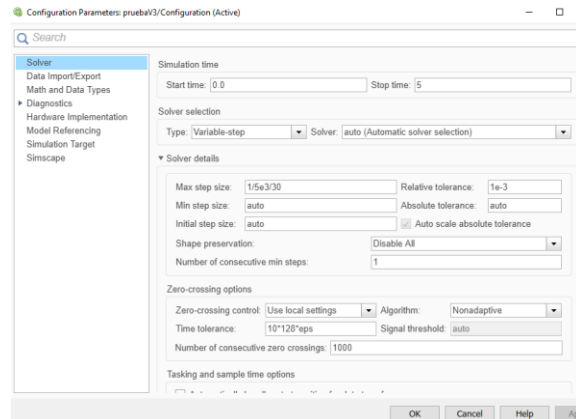 Configuration Parameters: pruebaV3/Configuration (Active)
Search
Solver
Data Import/Export
Math and Data Types
Diagnostics
Hardware Implementation
Model Referencing
Simulation Target
Simscape
Simulation time
Start time: 0.0 Stop time: 5
Solver selection
Type: Variable-step Solver: auto (Automatic solver selection)
Solver details
Max step size: 1/5e3/30 Relative tolerance: 1e-3
Min step size: auto Absolute tolerance: auto
Initial step size: auto Auto scale absolute tolerance
Shape preservation: Disable All
Number of consecutive min steps: 1
Zero-crossing options
Zero-crossing control: Use local settings Algorithm: Nonadaptive
Time tolerance: 10*128*eps Signal threshold: auto
Number of consecutive zero crossings: 1000
Tasking and sample time options
OK Cancel Help Ap